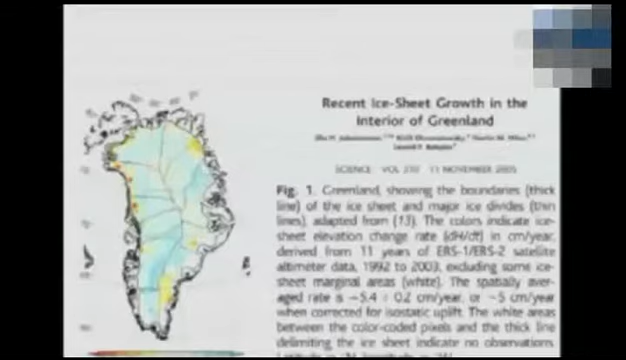 Recent Ice-Sheet Growth in the
Interior of Greenland
SCIENCE VOL 310 11 NOVEMBER 2005
Fig. 1. Greenland, showing the boundaries (thick
line) of the ice sheet and major ice divides (thin
lines), adapted from (13). The colors indicate ice-
sheet elevation change rate (dH/dt) in cm/year,
derived from 11 years of ERS-1/ERS-2 satellite
altimeter data, 1992 to 2003, excluding some ice-
sheet marginal areas (white). The spatially aver-
aged rate is 5.4 0.2 cm/year, or ~5 cm/year
when corrected for isostatic uplift. The white areas
between the color-coded pixels and the thick line
delimiting the ice sheet indicate no observations.